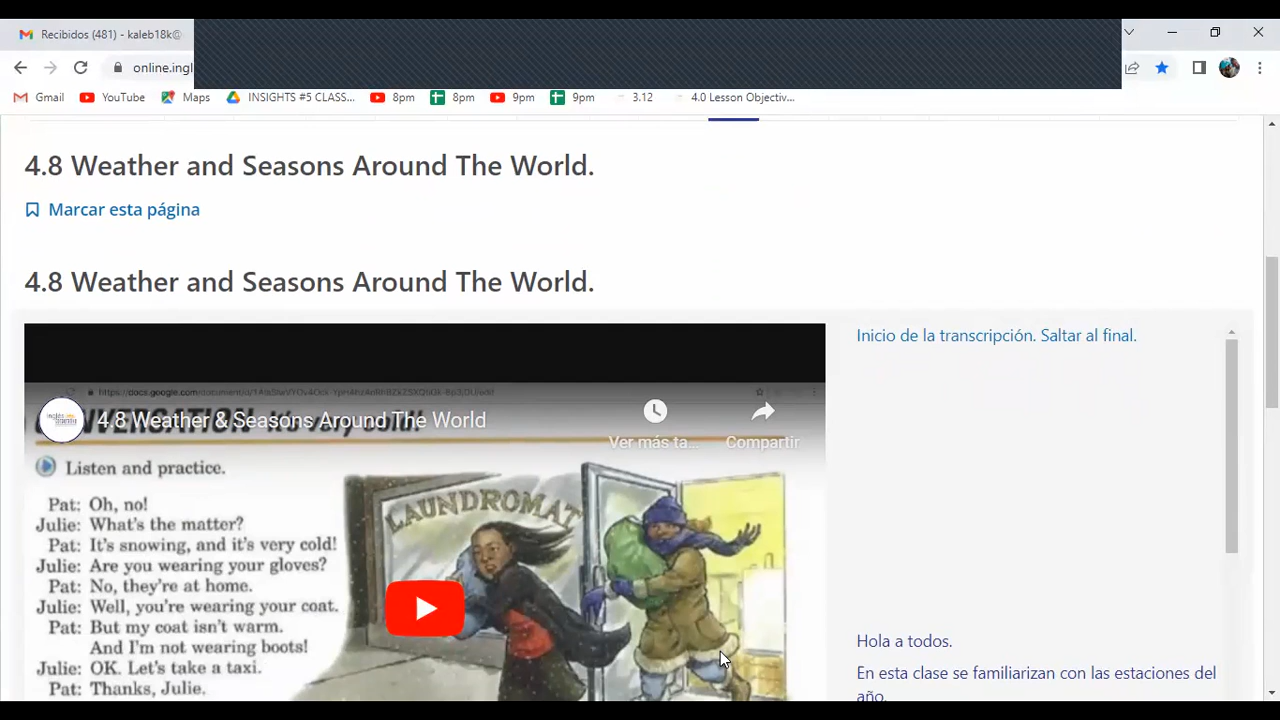 Recibidos (481) - kaleb18k@
online.ingl
Gmail YouTube Maps INSIGHTS #5 CLASS... 8pm 8pm 9pm 9pm 3.12 4.0 Lesson Objectiv...
4.8 Weather and Seasons Around The World.
Marcar esta página
4.8 Weather and Seasons Around The World.
Inicio de la transcripción. Saltar al final.
4.8 Weather & Seasons Around The World
Ver más ta...
Compartir
Listen and practice.
LAUNDROMAT
Pat: Oh, no!
Julie: What's the matter?
Pat: It's snowing, and it's very cold!
Julie: Are you wearing your gloves?
Pat: No, they're at home.
Julie: Well, you're wearing your coat.
Pat: But my coat isn't warm.
And I'm not wearing boots!
Julie: OK. Let's take a taxi.
Pat: Thanks, Julie.
Hola a todos.
En esta clase se familiarizan con las estaciones del
año.